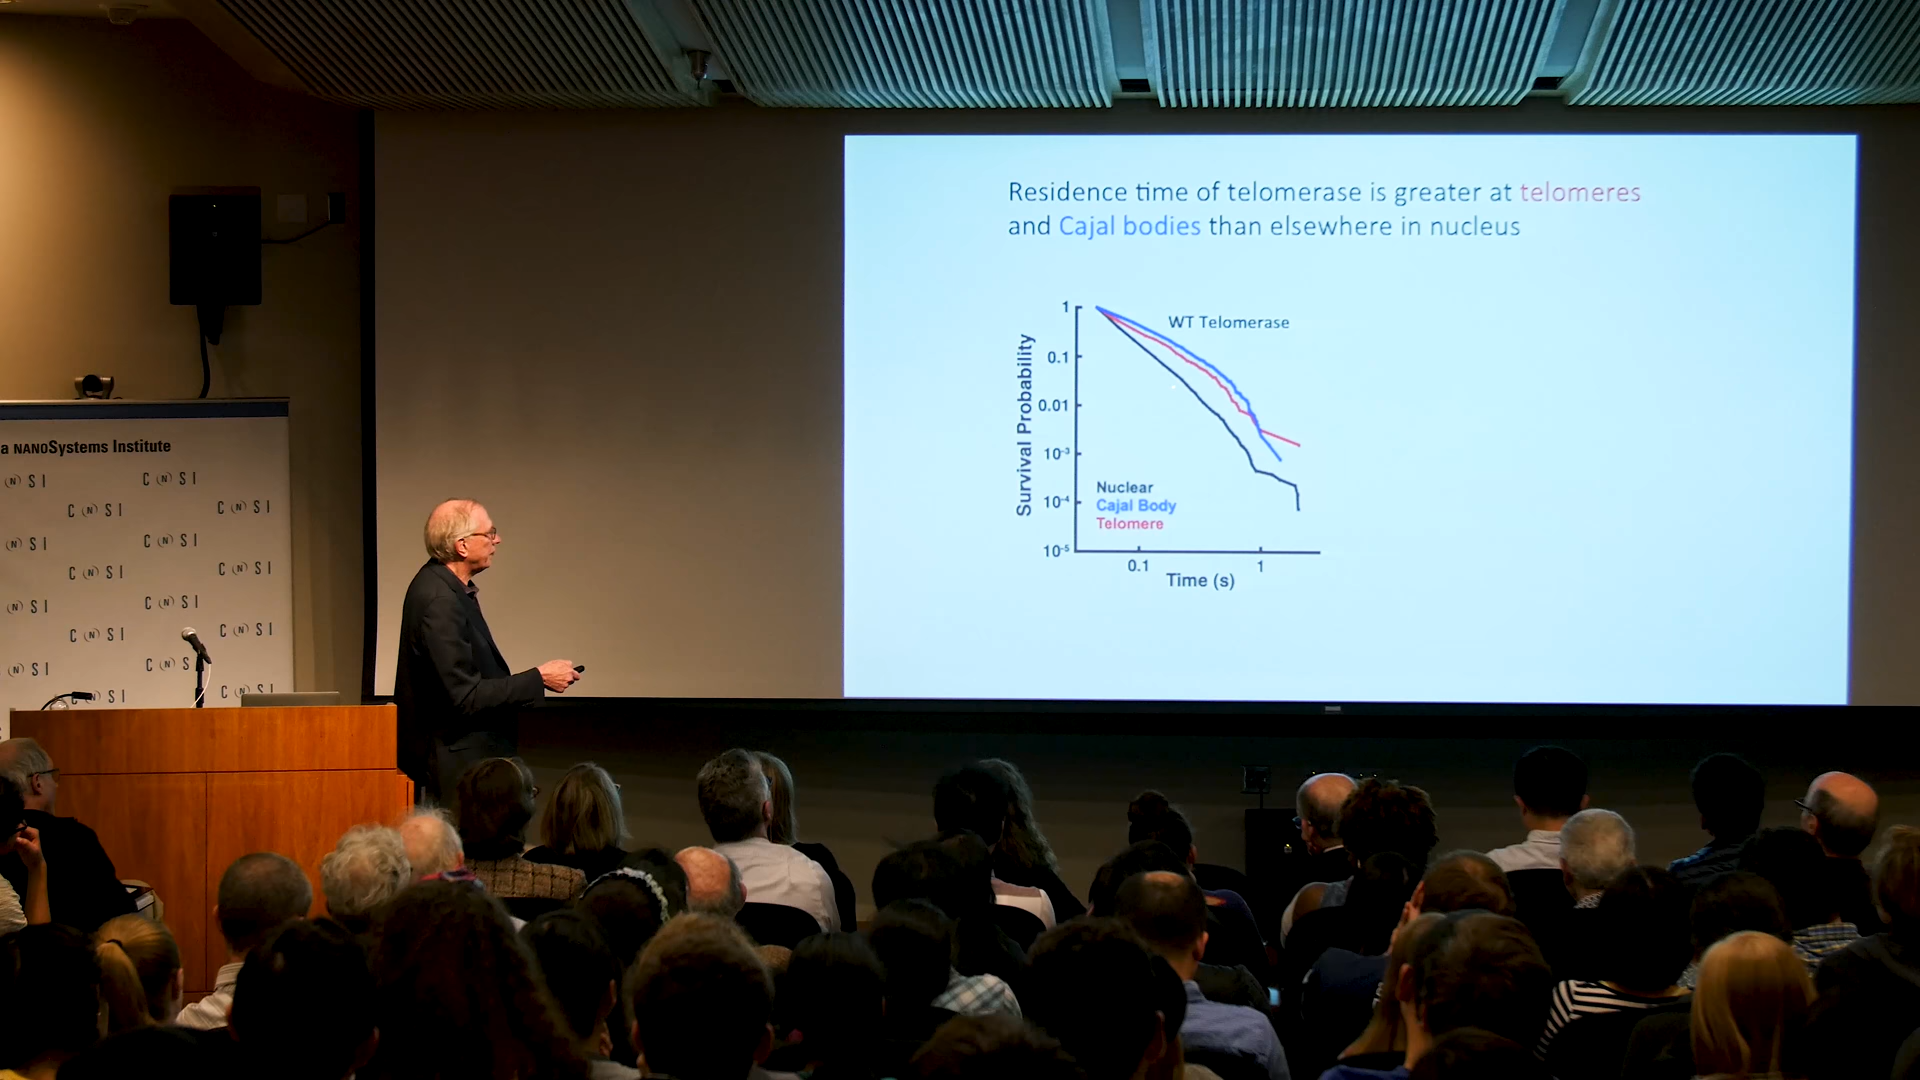 Residence time of telomerase is greater at telomeres
and Cajal bodies than elsewhere in nucleus
WT Telomerase
Survival Probability
1
0.1
0.01
10-3
10-4
10-5
Nuclear
Cajal Body
Telomere
0.1
1
Time (s)
a NANOSystems Institute
(N) S I
C (N) S I
C (N) S I
C (N) S I
(N) S I
C (N) S I
C (N) S I
C (N) S I
(N) S I
C (N) S I
C (N) S I
C (N) S I
(N) S I
C (N) S
C (N) S I
C (N) S I